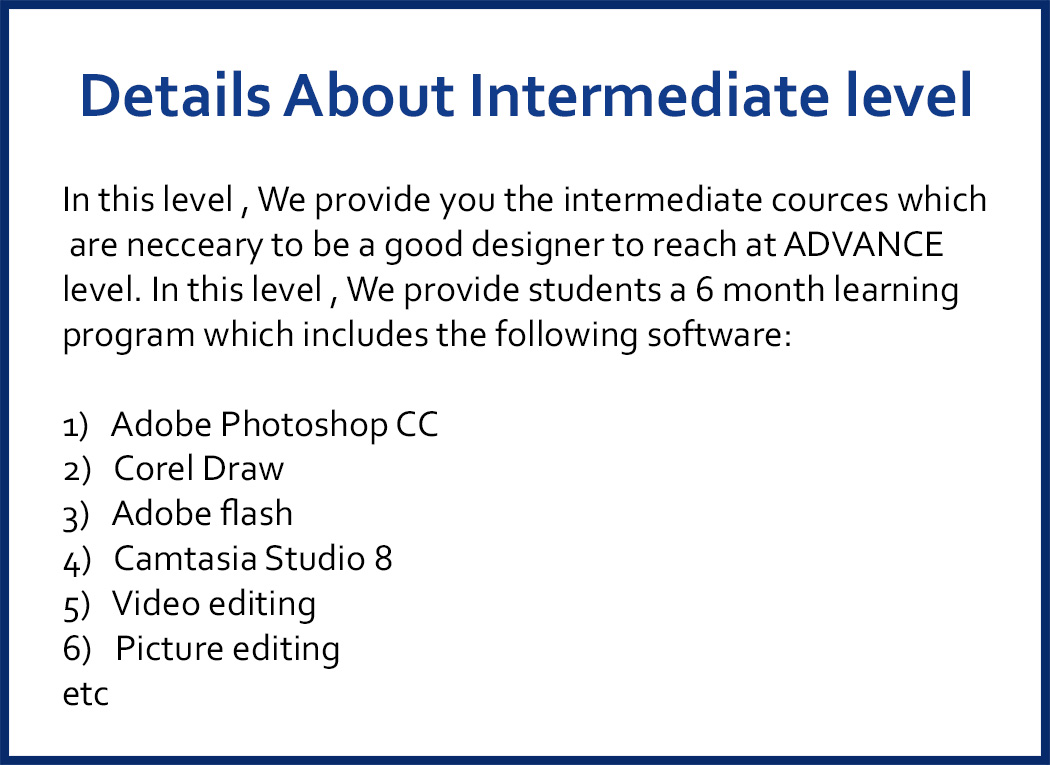 Details About Intermediate level
In this level , We provide you the intermediate cources which
are necceary to be a good designer to reach at ADVANCE
level. In this level , We provide students a 6 month learning
program which includes the following software:
1) Adobe Photoshop CC
2) Corel Draw
3) Adobe flash
4) Camtasia Studio 8
5) Video editing
6) Picture editing
etc